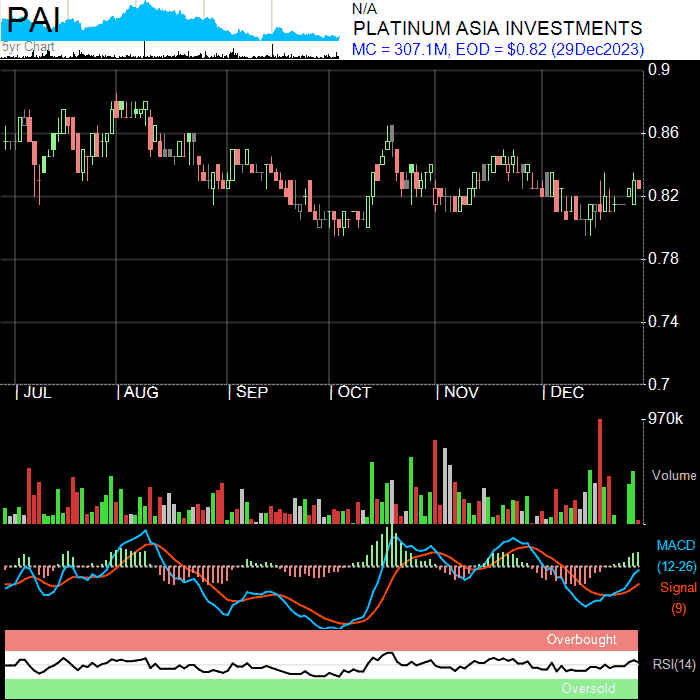 PAI
5yr Chart
N/A
PLATINUM ASIA INVESTMENTS
MC = 307.1M, EOD = $0.82 (29Dec2023)
0.9
0.86
0.82
0.78
0.74
0.7
JUL AUG SEP OCT NOV DEC
970k
Volume
MACD
(12-26)
Signal
(9)
Overbought
RSI(14)
Oversold